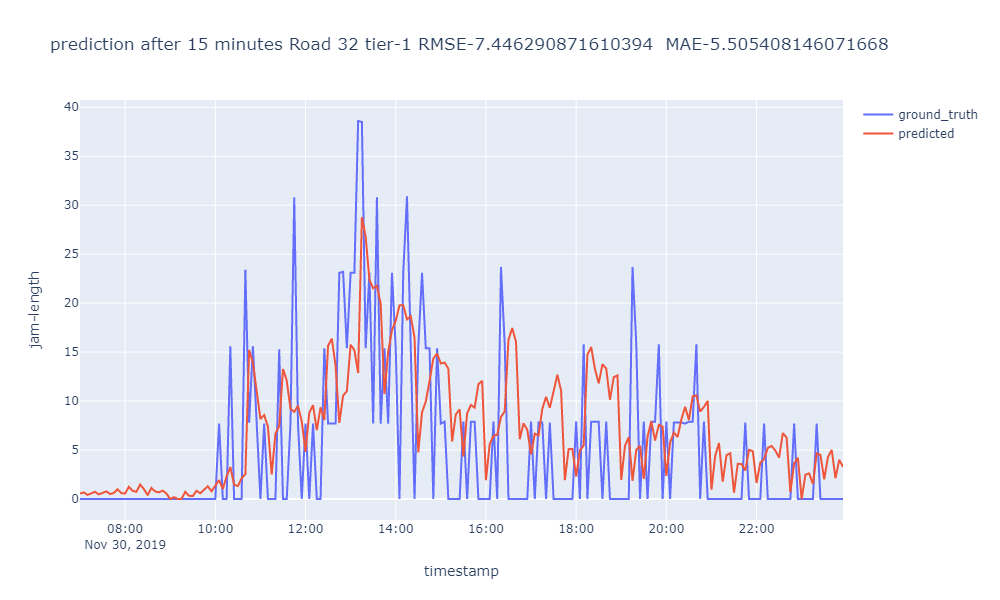 prediction after 15 minutes Road 32 tier-1 RMSE-7.446290871610394  MAE-5.505408146071668
ground_truth
predicted
40
35
30
25
20
15
10
5
0
jam-length
08:00 10:00 12:00 14:00 16:00 18:00 20:00 22:00
Nov 30, 2019
timestamp